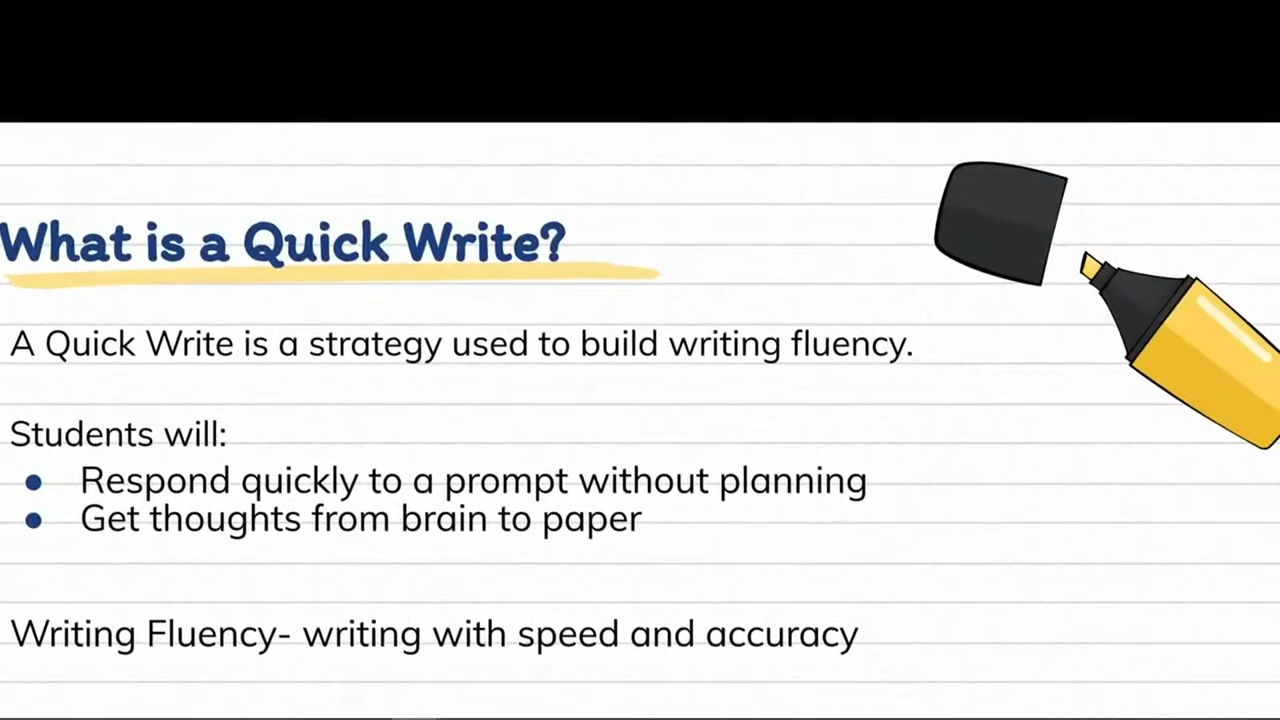 What is a Quick Write?
A Quick Write is a strategy used to build writing fluency.
Students will:
● Respond quickly to a prompt without planning
● Get thoughts from brain to paper
Writing Fluency- writing with speed and accuracy